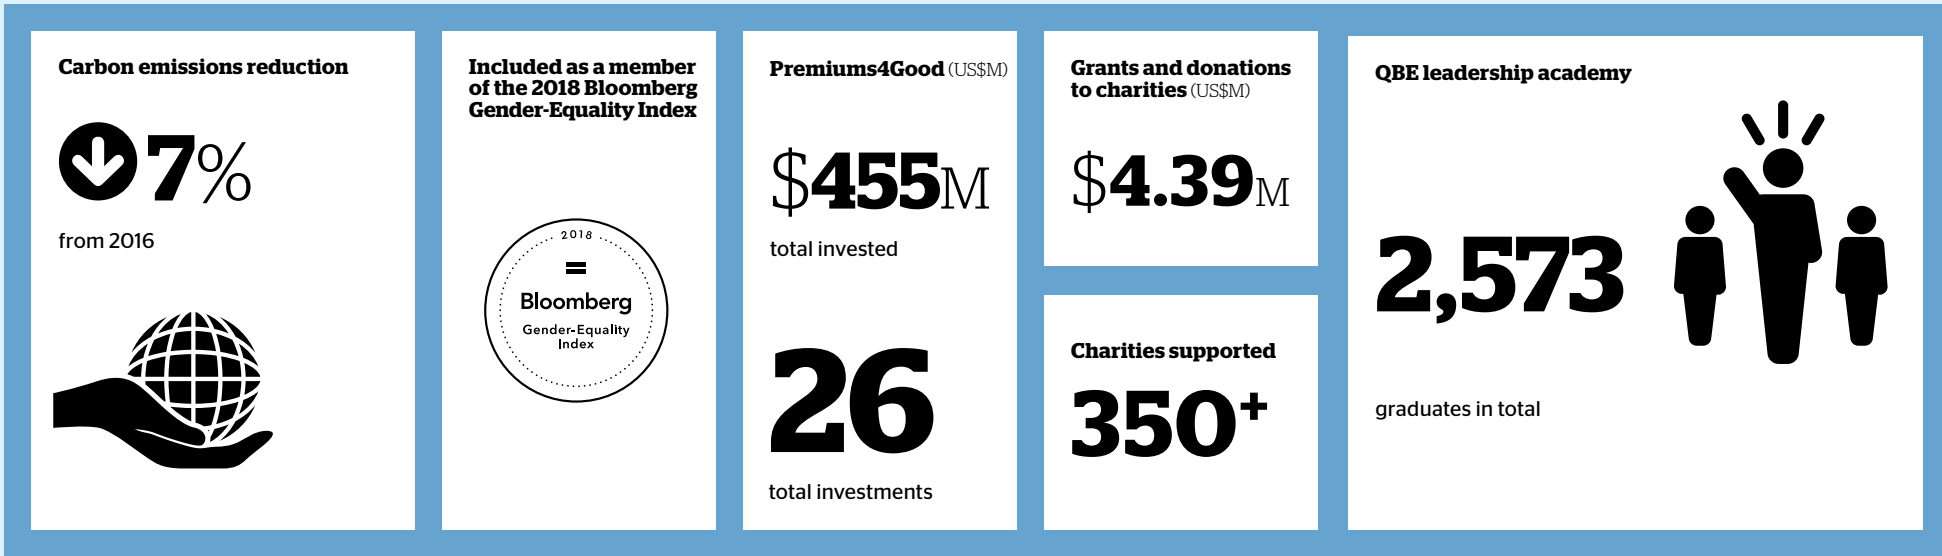 Carbon emissions reduction
7%
from 2016
Included as a member
of the 2018 Bloomberg
Gender-Equality Index
2018
=
Bloomberg
Gender-Equality
Index
Premiums4Good (US$M)
$455M
total invested
26
total investments
Grants and donations
to charities (US$M)
$4.39M
Charities supported
350+
QBE leadership academy
2,573
graduates in total